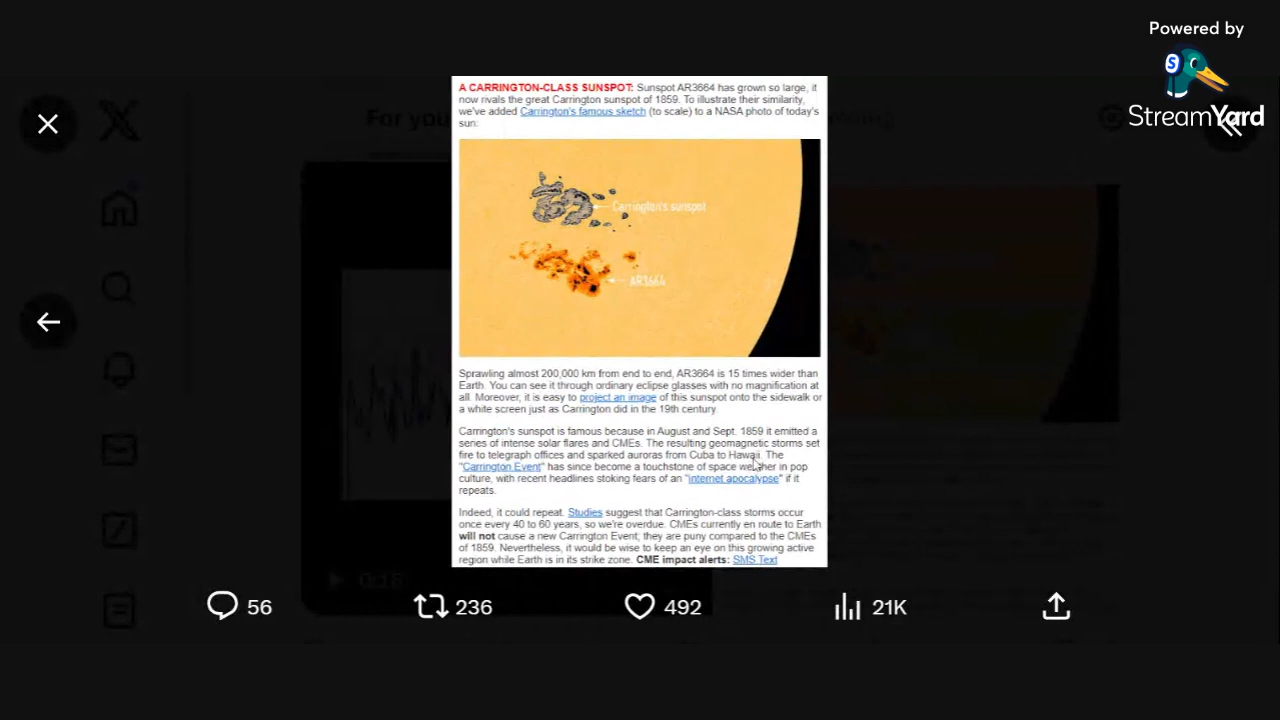 Powered by
StreamYard
A CARRINGTON-CLASS SUNSPOT: Sunspot AR3664 has grown so large, it
now rivals the great Carrington sunspot of 1859. To illustrate their similarity,
we've added Carrington's famous sketch (to scale) to a NASA photo of today's
sun:
Carrington's sunspot
AR3664
Sprawling almost 200,000 km from end to end, AR3664 is 15 times wider than
Earth. You can see it through ordinary eclipse glasses with no magnification at
all. Moreover, it is easy to project an image of this sunspot onto the sidewalk or
a white screen just as Carrington did in the 19th century.
Carrington's sunspot is famous because in August and Sept. 1859 it emitted a
series of intense solar flares and CMEs. The resulting geomagnetic storms set
fire to telegraph offices and sparked auroras from Cuba to Hawaii. The
"Carrington Event" has since become a touchstone of space weather in pop
culture, with recent headlines stoking fears of an "internet apocalypse" if it
repeats.
Indeed, it could repeat. Studies suggest that Carrington-class storms occur
once every 40 to 60 years, so we're overdue. CMEs currently en route to Earth
will not cause a new Carrington Event; they are puny compared to the CMEs
of 1859. Nevertheless, it would be wise to keep an eye on this growing active
region while Earth is in its strike zone. CME impact alerts: SMS Text
For you
0:18
56
236
492
21K